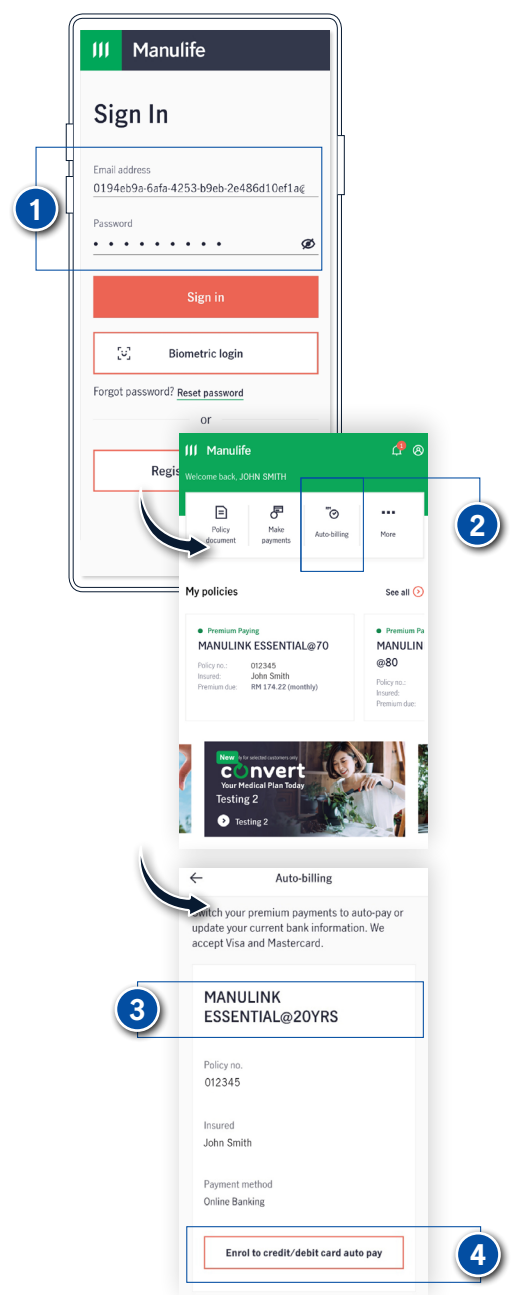 Manulife
Sign In
Email address
0194eb9a-6afa-4253-b9eb-2e486d10ef1a@
1
Password
Sign in
Biometric login
Forgot password? Reset password
or
Regis
Manulife
1
Welcome back, JOHN SMITH
2
Policy document
Make payments
Auto-billing
More
My policies
See all
Premium Paying
MANULINK ESSENTIAL@70
Policy no.: 012345
Insured: John Smith
Premium due: RM 174.22 (monthly)
Premium Pa
MANULIN
@80
Policy no.:
Insured:
Premium due:
New
for selected customers only
convert
Your Medical Plan Today
Testing 2
Testing 2
Auto-billing
Switch your premium payments to auto-pay or
update your current bank information. We
accept Visa and Mastercard.
3
MANULINK
ESSENTIAL@20YRS
Policy no.
012345
Insured
John Smith
Payment method
Online Banking
Enrol to credit/debit card auto pay
4